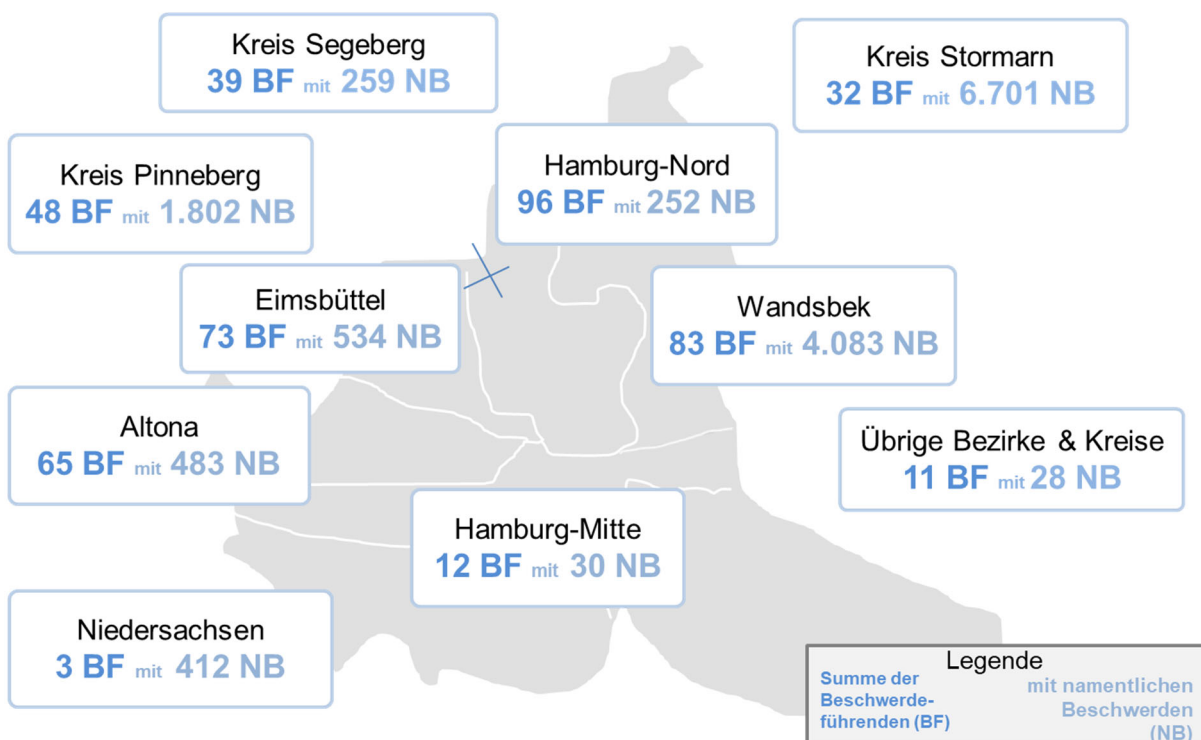 Kreis Segeberg
39 BF mit 259 NB
Kreis Stormarn
32 BF mit 6.701 NB
Kreis Pinneberg
48 BF mit 1.802 NB
Hamburg-Nord
96 BF mit 252 NB
Eimsbüttel
73 BF mit 534 NB
Wandsbek
83 BF mit 4.083 NB
Altona
65 BF mit 483 NB
Übrige Bezirke & Kreise
11 BF mit 28 NB
Hamburg-Mitte
12 BF mit 30 NB
Niedersachsen
3 BF mit 412 NB
Legende
Summe der
Beschwerde-
führenden (BF)
mit namentlichen
Beschwerden
(NB)